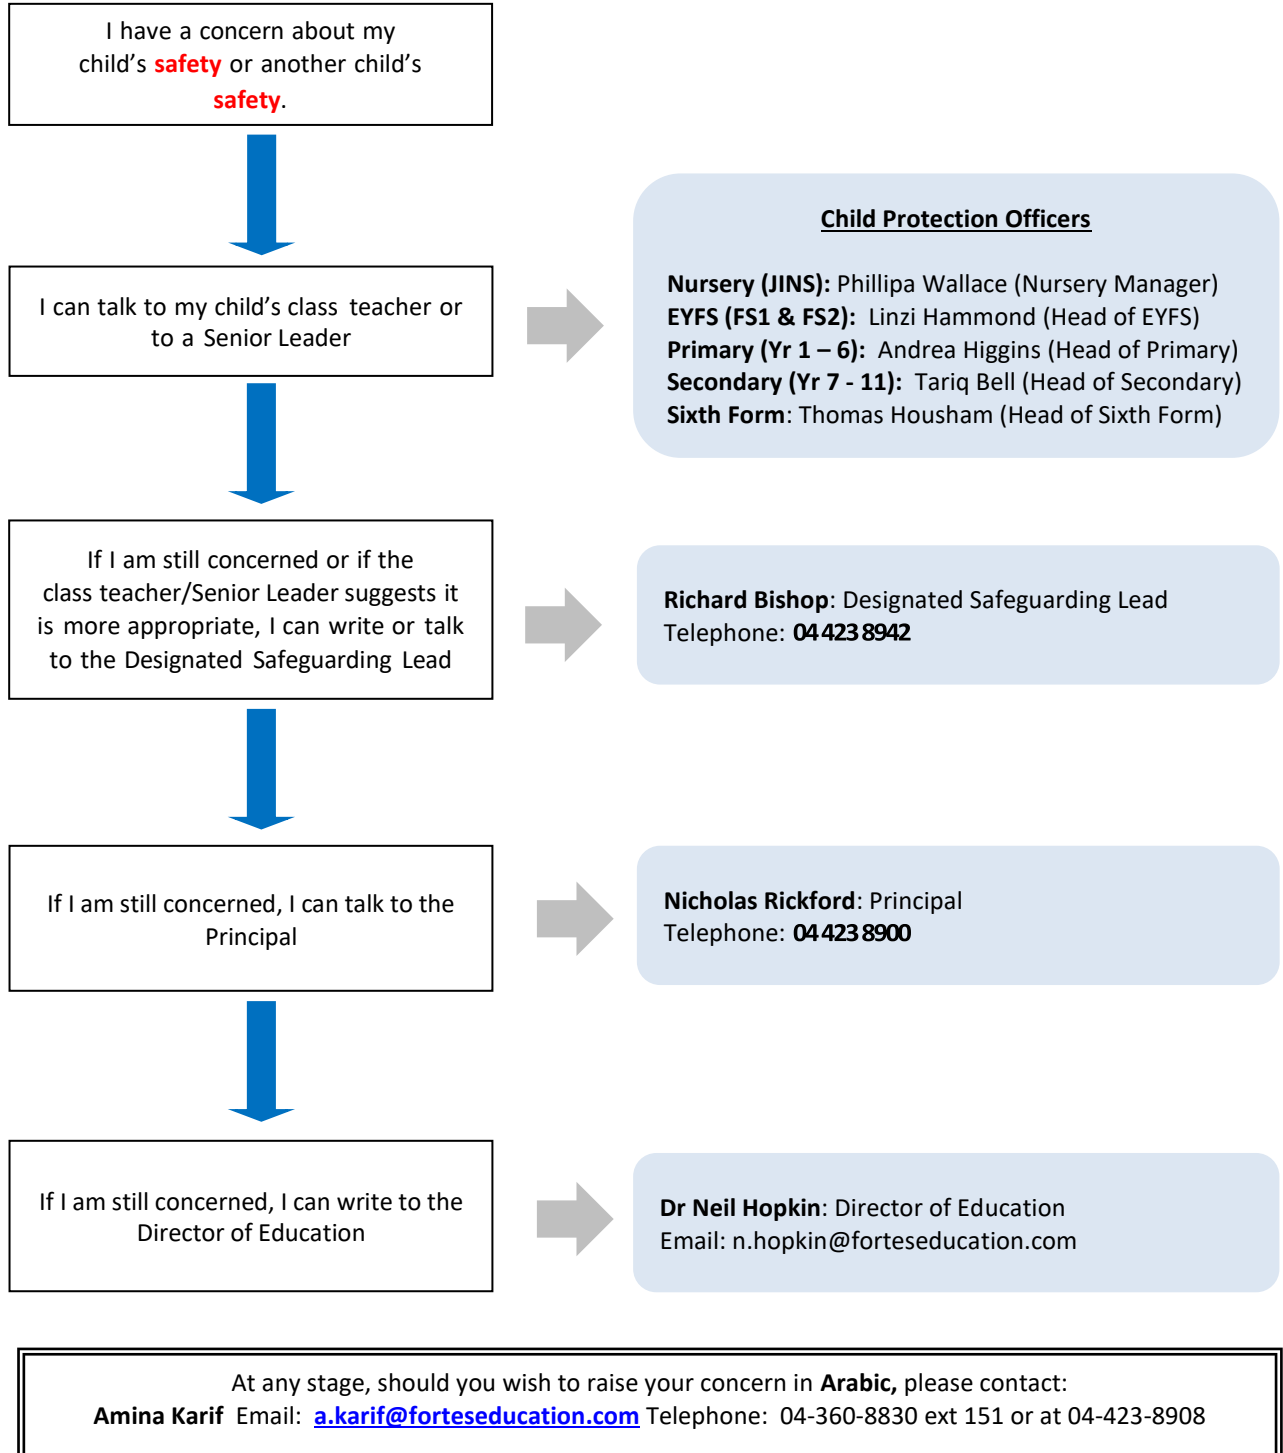 I have a concern about my
child’s safety or another child’s
safety.
I can talk to my child’s class teacher or
to a Senior Leader
Child Protection Officers
Nursery (JINS): Phillipa Wallace (Nursery Manager)
EYFS (FS1 & FS2): Linzi Hammond (Head of EYFS)
Primary (Yr 1 – 6): Andrea Higgins (Head of Primary)
Secondary (Yr 7 - 11): Tariq Bell (Head of Secondary)
Sixth Form: Thomas Housham (Head of Sixth Form)
If I am still concerned or if the
class teacher/Senior Leader suggests it
is more appropriate, I can write or talk
to the Designated Safeguarding Lead
Richard Bishop: Designated Safeguarding Lead
Telephone: 04 423 8942
If I am still concerned, I can talk to the
Principal
Nicholas Rickford: Principal
Telephone: 04 423 8900
If I am still concerned, I can write to the
Director of Education
Dr Neil Hopkin: Director of Education
Email: n.hopkin@forteseducation.com
At any stage, should you wish to raise your concern in Arabic, please contact:
Amina Karif Email: a.karif@forteseducation.com Telephone: 04-360-8830 ext 151 or at 04-423-8908